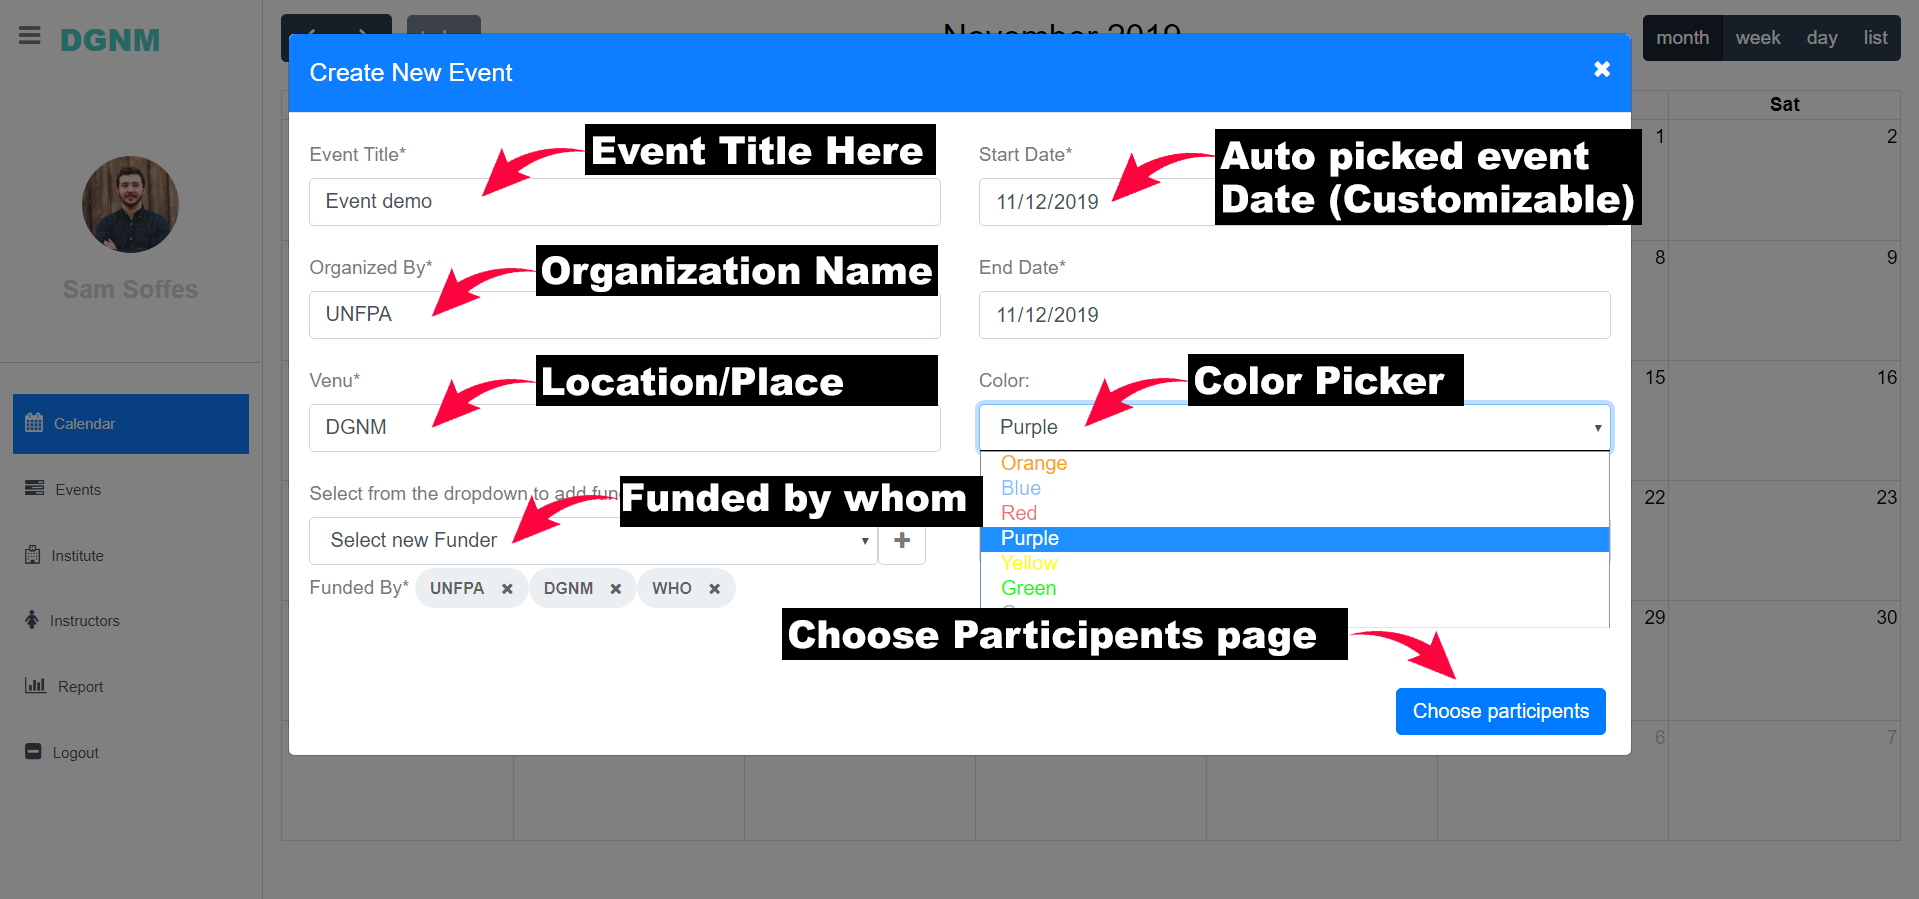 DGNM
November 2019
month week day list
Create New Event
Sat
Event Title*
Event Title Here
Event demo
Start Date*
Auto picked event
Date (Customizable)
11/12/2019
1
2
Sam Soffes
Organized By*
Organization Name
UNFPA
End Date*
11/12/2019
8
9
Venu*
Location/Place
DGNM
Color:
Color Picker
Purple
Orange
Blue
Red
Purple
Yellow
Green
15
16
Calendar
Events
Institute
Instructors
Report
Logout
Select from the dropdown to add
Funded by whom
Select new Funder
+
Funded By* UNFPA DGNM WHO
22
23
Choose Participents page
29
30
Choose participents
6
7